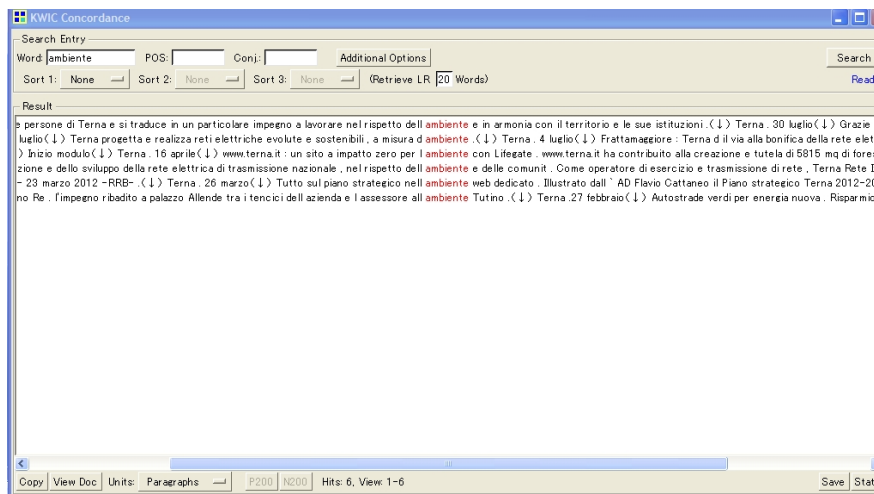 KWIC Concordance
Search Entry
Word: ambiente POS: Conj.: Additional Options Search
Sort 1: None Sort 2: None Sort 3: None (Retrieve LR 20 Words) Read
Result
e persone di Terna e si traduce in un particolare impegno a lavorare nel rispetto dell ambiente e in armonia con il territorio e le sue istituzioni .(↓) Terna . 30 luglio(↓) Grazie
luglio(↓) Terna progetta e realizza reti elettriche evolute e sostenibili , a misura d ambiente .(↓) Terna . 4 luglio(↓) Frattamaggiore : Terna d il via alla bonifica della rete elet
) Inizio modulo(↓) Terna . 16 aprile(↓) www.terna.it : un sito a impatto zero per l ambiente con Lifegate . www.terna.it ha contribuito alla creazione e tutela di 5815 mq di fores
zione e dello sviluppo della rete elettrica di trasmissione nazionale , nel rispetto dell ambiente e delle comunit . Come operatore di esercizio e trasmissione di rete , Terna Rete I
- 23 marzo 2012 -RRB- .(↓) Terna . 26 marzo(↓) Tutto sul piano strategico nell ambiente web dedicato . Illustrato dall ` AD Flavio Cattaneo il Piano strategico Terna 2012-20
no Re . l'impegno ribadito a palazzo Allende tra i tencici dell azienda e l assessore all ambiente Tutino .(↓) Terna .27 febbraio(↓) Autostrade verdi per energia nuova . Risparmio
Copy View Doc Units: Paragraphs P200 N200 Hits: 6, View: 1-6 Save Stat